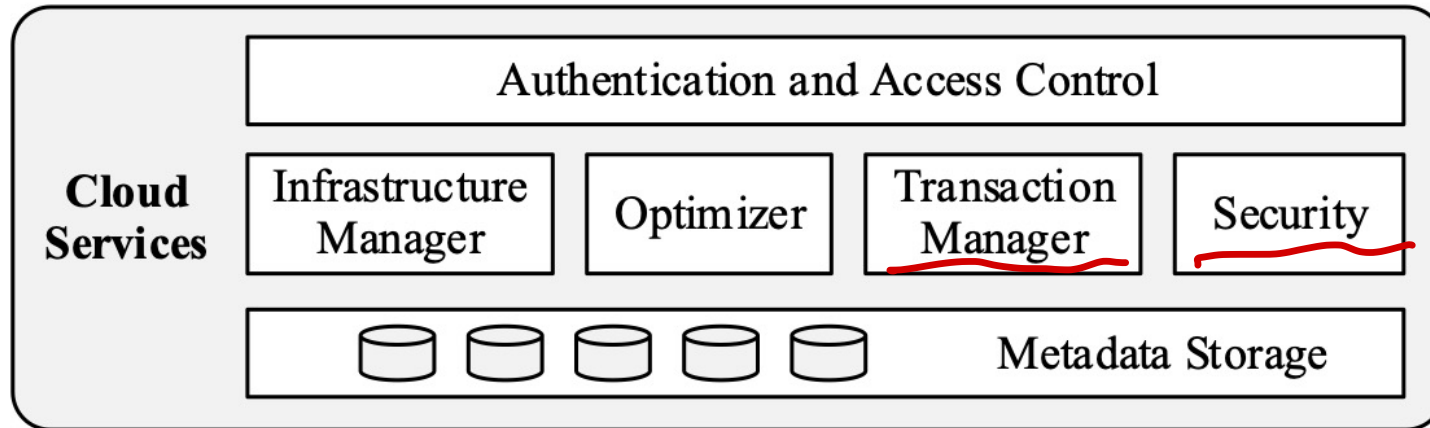 Authentication and Access Control
Cloud
Services
Infrastructure
Manager
Optimizer
Transaction
Manager
Security
Metadata Storage